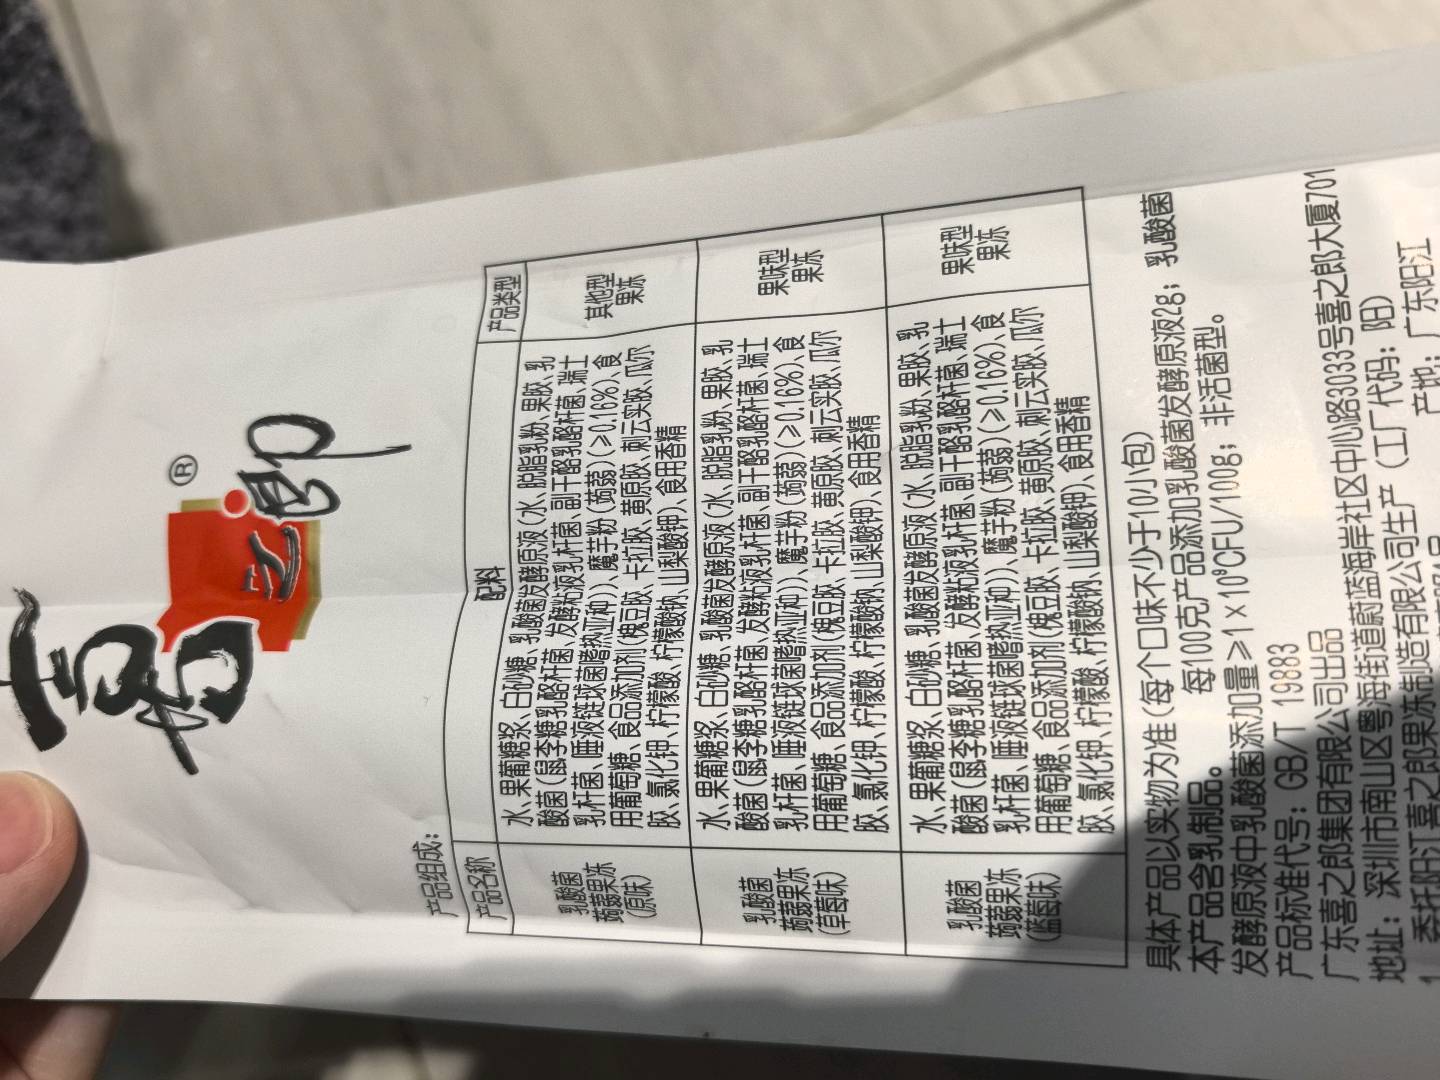 喜之郎®
产品组成：
产品名称 配料 产品类型
乳酸菌
蒟蒻果冻
(原味)
水、果葡糖浆、白砂糖、乳酸菌发酵原液(水、脱脂乳粉、果胶、乳
酸菌(鼠李糖乳酪杆菌、发酵粘液乳杆菌、副干酪乳酪杆菌、瑞士
乳杆菌、唾液链球菌嗜热亚种))、魔芋粉(蒟蒻)(≥0.16%)、食
用葡萄糖、食品添加剂(槐豆胶、卡拉胶、黄原胶、刺云实胶、瓜尔
胶、氯化钾、柠檬酸、柠檬酸钠、山梨酸钾)、食用香精
其他型
果冻
乳酸菌
蒟蒻果冻
(草莓味)
水、果葡糖浆、白砂糖、乳酸菌发酵原液(水、脱脂乳粉、果胶、乳
酸菌(鼠李糖乳酪杆菌、发酵粘液乳杆菌、副干酪乳酪杆菌、瑞士
乳杆菌、唾液链球菌嗜热亚种))、魔芋粉(蒟蒻)(≥0.16%)、食
用葡萄糖、食品添加剂(槐豆胶、卡拉胶、黄原胶、刺云实胶、瓜尔
胶、氯化钾、柠檬酸、柠檬酸钠、山梨酸钾)、食用香精
果味型
果冻
乳酸菌
蒟蒻果冻
(蓝莓味)
水、果葡糖浆、白砂糖、乳酸菌发酵原液(水、脱脂乳粉、果胶、乳
酸菌(鼠李糖乳酪杆菌、发酵粘液乳杆菌、副干酪乳酪杆菌、瑞士
乳杆菌、唾液链球菌嗜热亚种))、魔芋粉(蒟蒻)(≥0.16%)、食
用葡萄糖、食品添加剂(槐豆胶、卡拉胶、黄原胶、刺云实胶、瓜尔
胶、氯化钾、柠檬酸、柠檬酸钠、山梨酸钾)、食用香精
果味型
果冻
具体产品以实物为准(每个口味不少于10小包)
本产品含乳制品。 每100克产品添加乳酸菌发酵原液2g；乳酸菌
发酵原液中乳酸菌添加量≥1×10⁹CFU/100g；非活菌型。
产品标准代号：GB/T 19883
广东喜之郎集团有限公司出品
地址：深圳市南山区粤海街道蔚蓝海岸社区中心路3033号喜之郎大厦701
1 委托阳江喜之郎果冻制造有限公司生产（工厂代码：阳）
产地：广东阳江